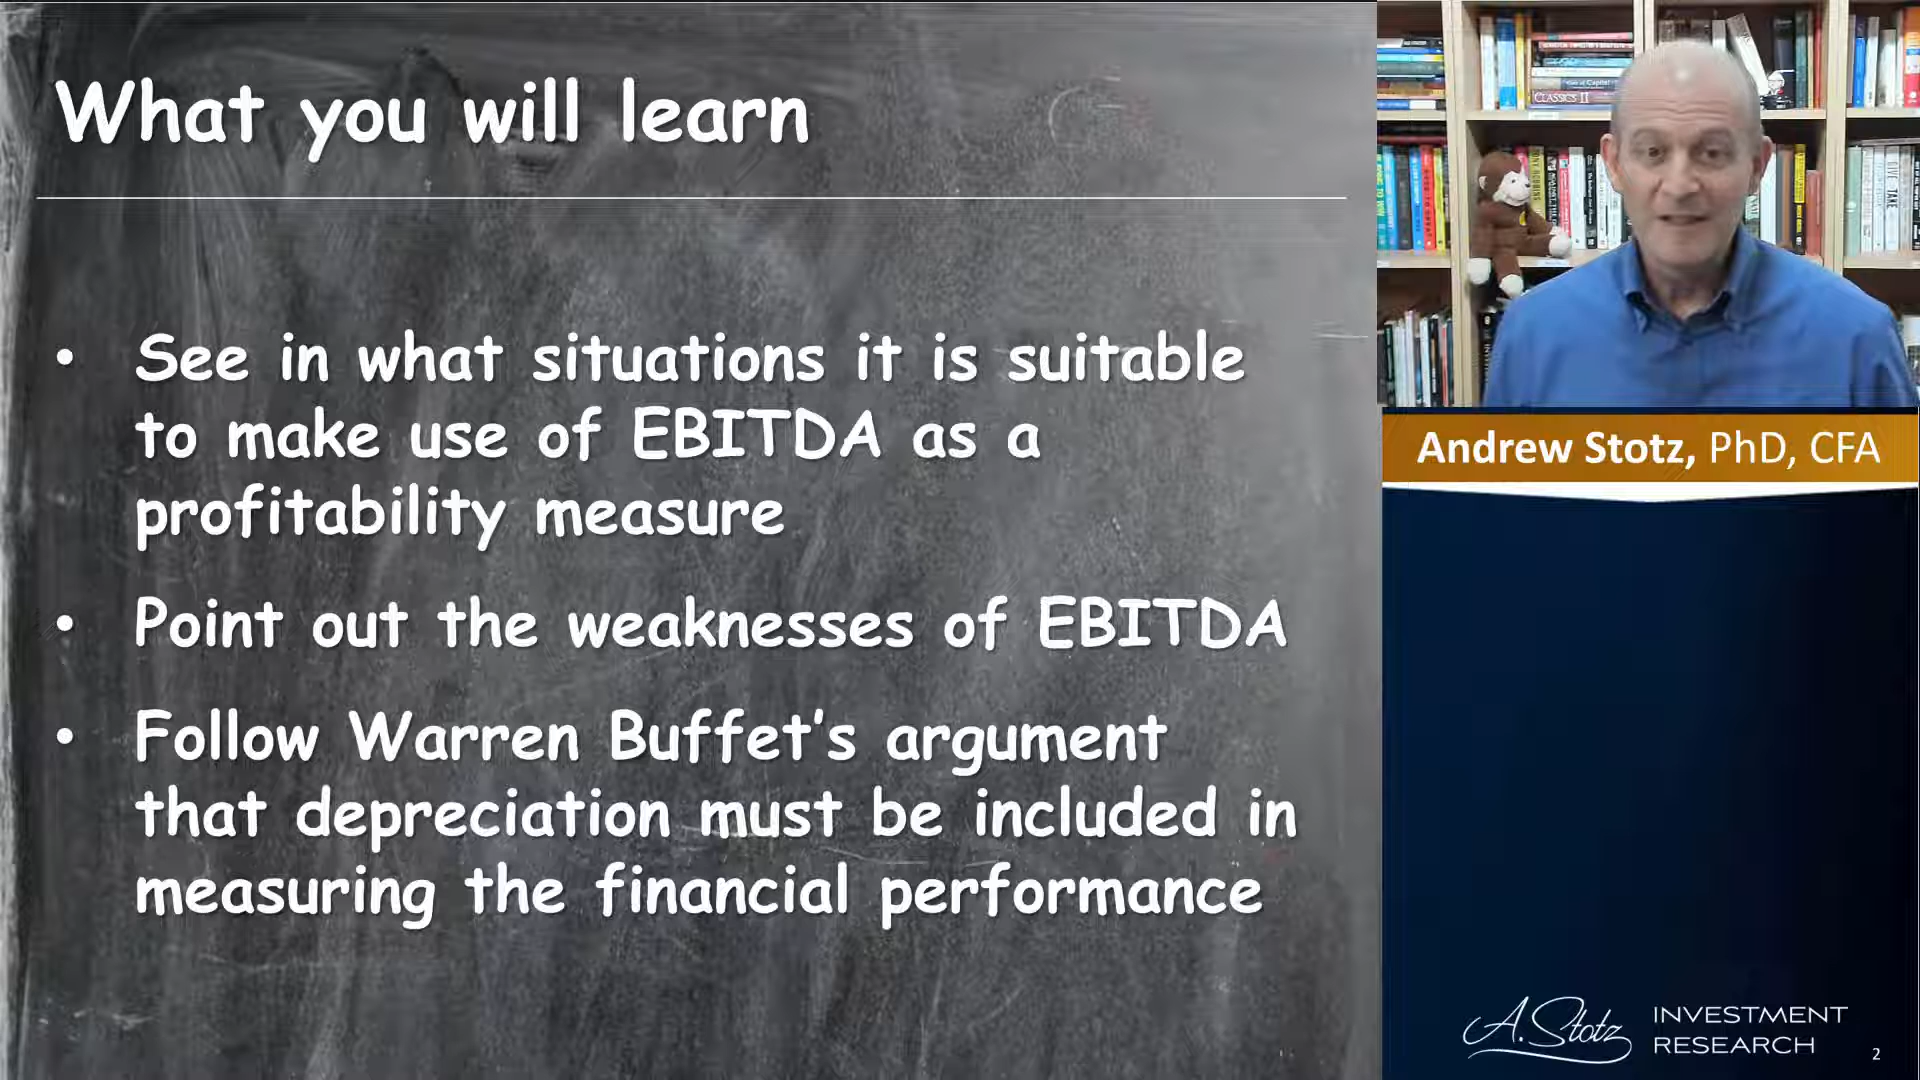 What you will learn
• See in what situations it is suitable
to make use of EBITDA as a
profitability measure
• Point out the weaknesses of EBITDA
• Follow Warren Buffet's argument
that depreciation must be included in
measuring the financial performance
CLASSICS II
Andrew Stotz, PhD, CFA
A. Stotz
INVESTMENT
RESEARCH
2